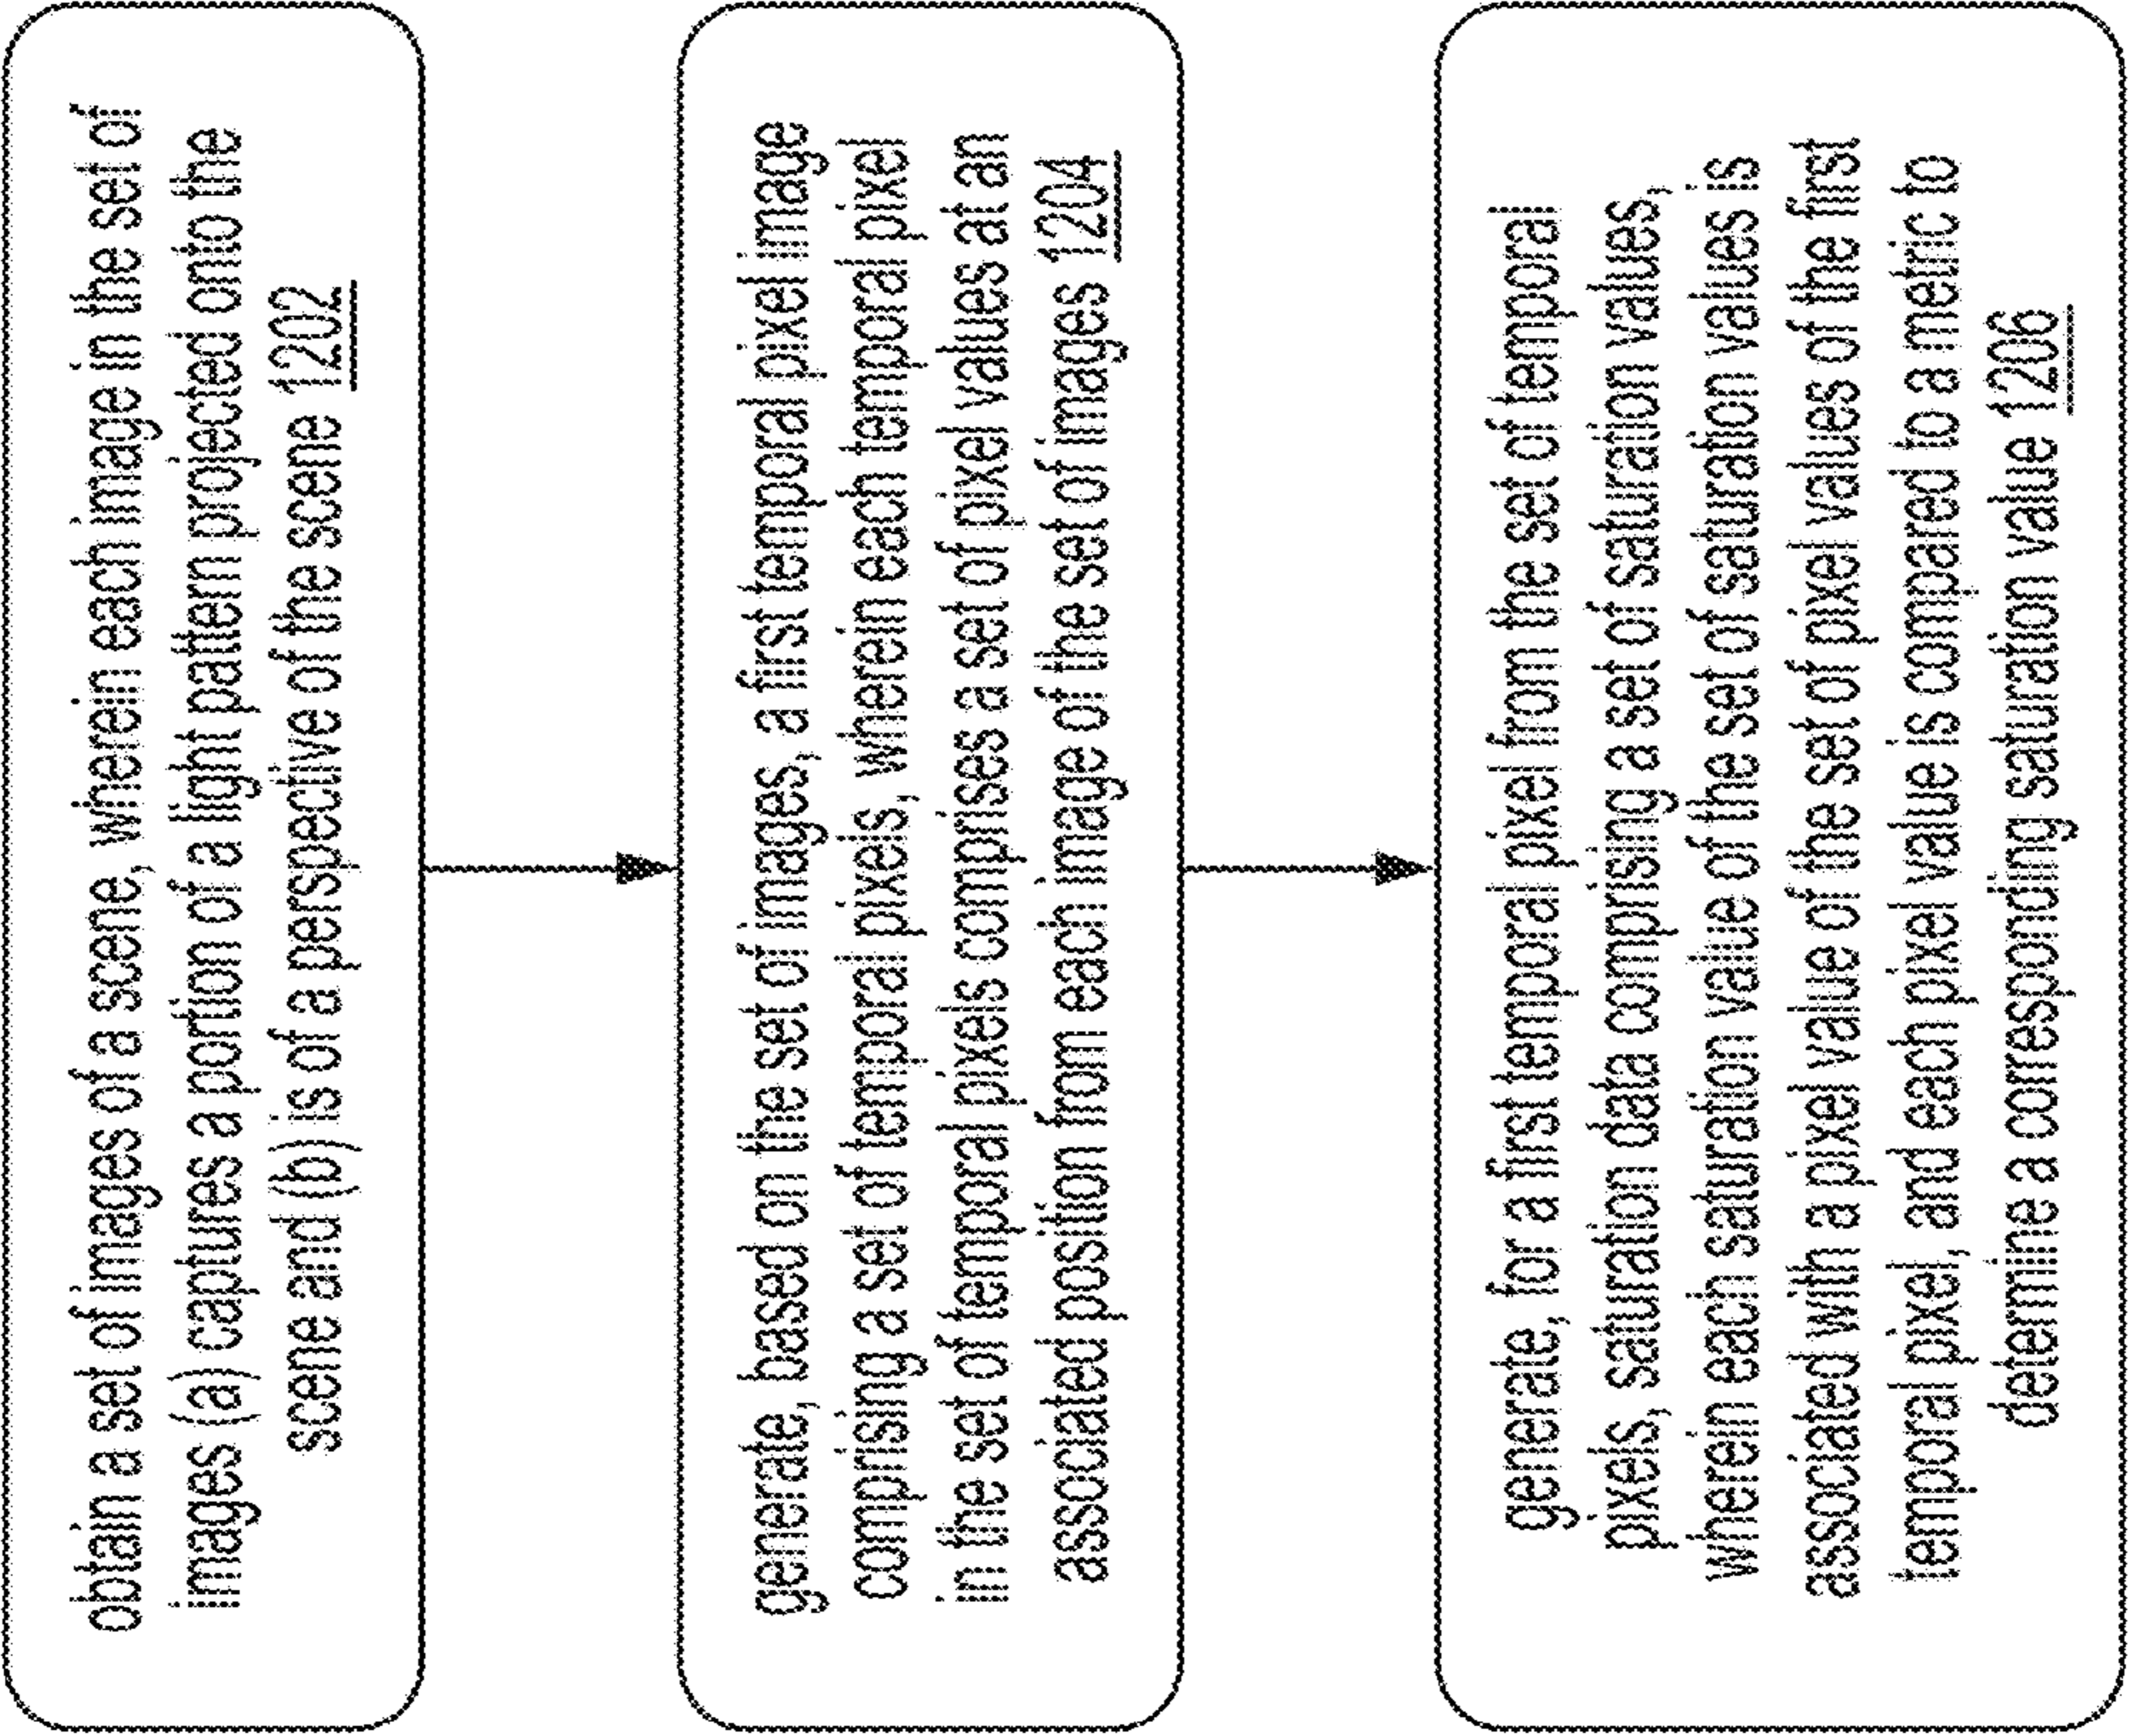 obtain a set of images of a scene, wherein each image in the set of
images (a) captures a portion of a light pattern projected onto the
scene and (b) is of a perspective of the scene 1202
generate, based on the set of images, a first temporal pixel image
comprising a set of temporal pixels, wherein each temporal pixel
in the set of temporal pixels comprises a set of pixel values at an
associated position from each image of the set of images 1204
generate, for a first temporal pixel from the set of temporal
pixels, saturation data comprising a set of saturation values,
wherein each saturation value of the set of saturation values is
associated with a pixel value of the set of pixel values of the first
temporal pixel, and each pixel value is compared to a metric to
determine a corresponding saturation value 1206